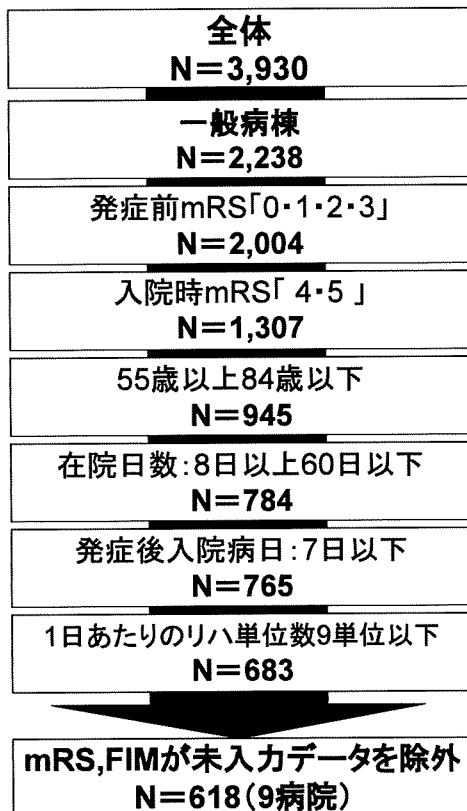 全体
N＝3,930
一般病棟
N＝2,238
発症前mRS「0・1・2・3」
N＝2,004
入院時mRS「 4・5 」
N＝1,307
55歳以上84歳以下
N＝945
在院日数：8日以上60日以下
N＝784
発症後入院病日：7日以下
N＝765
1日あたりのリハ単位数9単位以下
N＝683
mRS,FIMが未入力データを除外
N＝618（9病院）